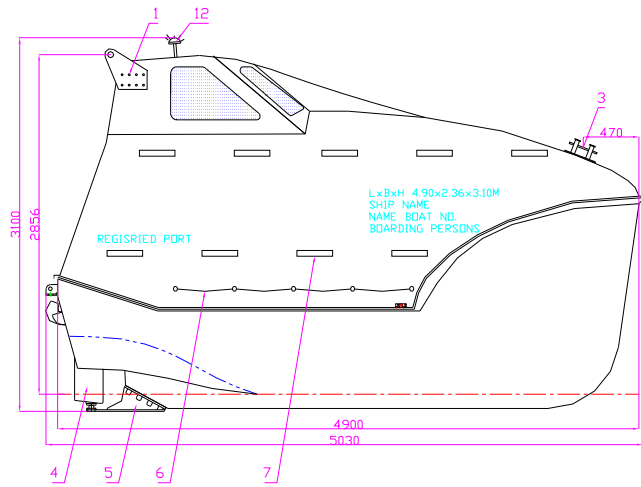 1
12
3
470
3100
2856
L×B×H 4.90×2.36×3.10M
SHIP NAME
NAME BOAT NO.
BOARDING PERSONS
REGISRIED PORT
4900
5030
4
5
6
7